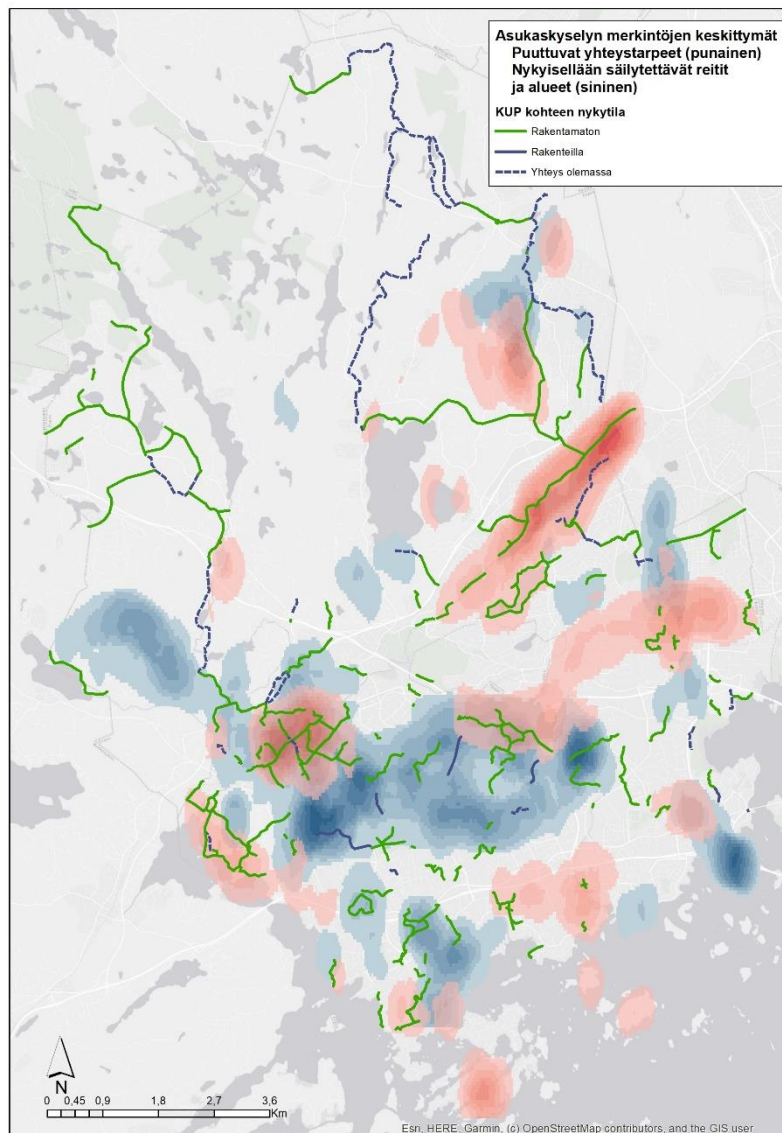 Asukaskyselyn merkintöjen keskittymät
Puuttuvat yhteystarpeet (punainen)
Nykyisellään säilytettävät reitit
ja alueet (sininen)
KUP kohteen nykytila
Rakentamaton
Rakenteilla
Yhteys olemassa
N
0 0,45 0,9 1,8 2,7 3,6
Km
Esri, HERE, Garmin, (c) OpenStreetMap contributors, and the GIS user